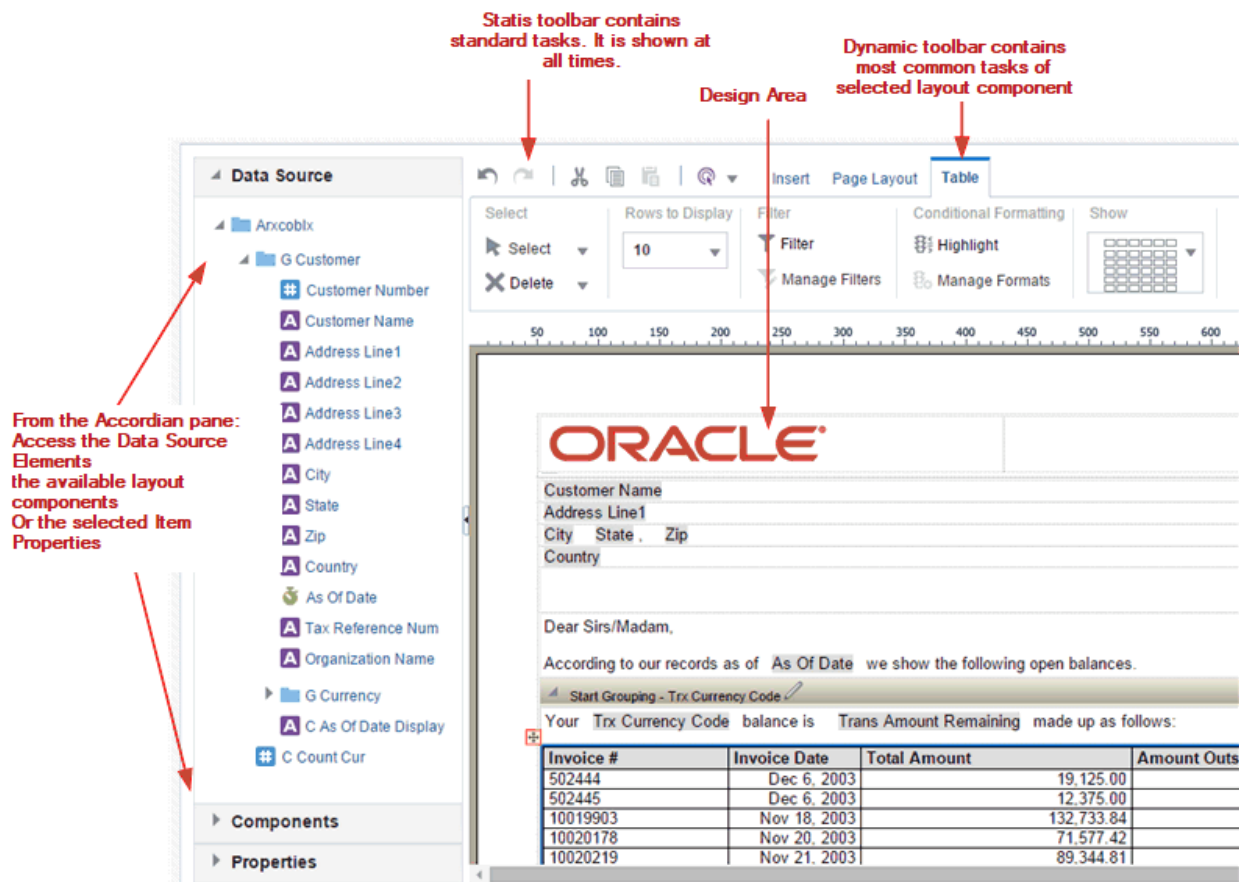 Statis toolbar contains
standard tasks. It is shown at
all times.
Dynamic toolbar contains
most common tasks of
selected layout component
Design Area
Data Source
Insert Page Layout Table
Select Rows to Display Filter Conditional Formatting Show
Select 10 Filter Highlight
Delete Manage Filters Manage Formats
50 100 150 200 250 300 350 400 450 500 550 600
Arxcoblx
G Customer
# Customer Number
A Customer Name
A Address Line1
A Address Line2
A Address Line3
A Address Line4
A City
A State
A Zip
A Country
As Of Date
A Tax Reference Num
A Organization Name
G Currency
A C As Of Date Display
# C Count Cur
Components
Properties
From the Accordian pane:
Access the Data Source
Elements
the available layout
components
Or the selected Item
Properties
ORACLE
Customer Name
Address Line1
City State , Zip
Country
Dear Sirs/Madam,
According to our records as of As Of Date we show the following open balances.
Start Grouping - Trx Currency Code
Your Trx Currency Code balance is Trans Amount Remaining made up as follows:
Invoice # Invoice Date Total Amount Amount Outs
502444 Dec 6, 2003 19,125.00
502445 Dec 6, 2003 12,375.00
10019903 Nov 18, 2003 132,733.84
10020178 Nov 20, 2003 71,577.42
10020219 Nov 21, 2003 89,344.81